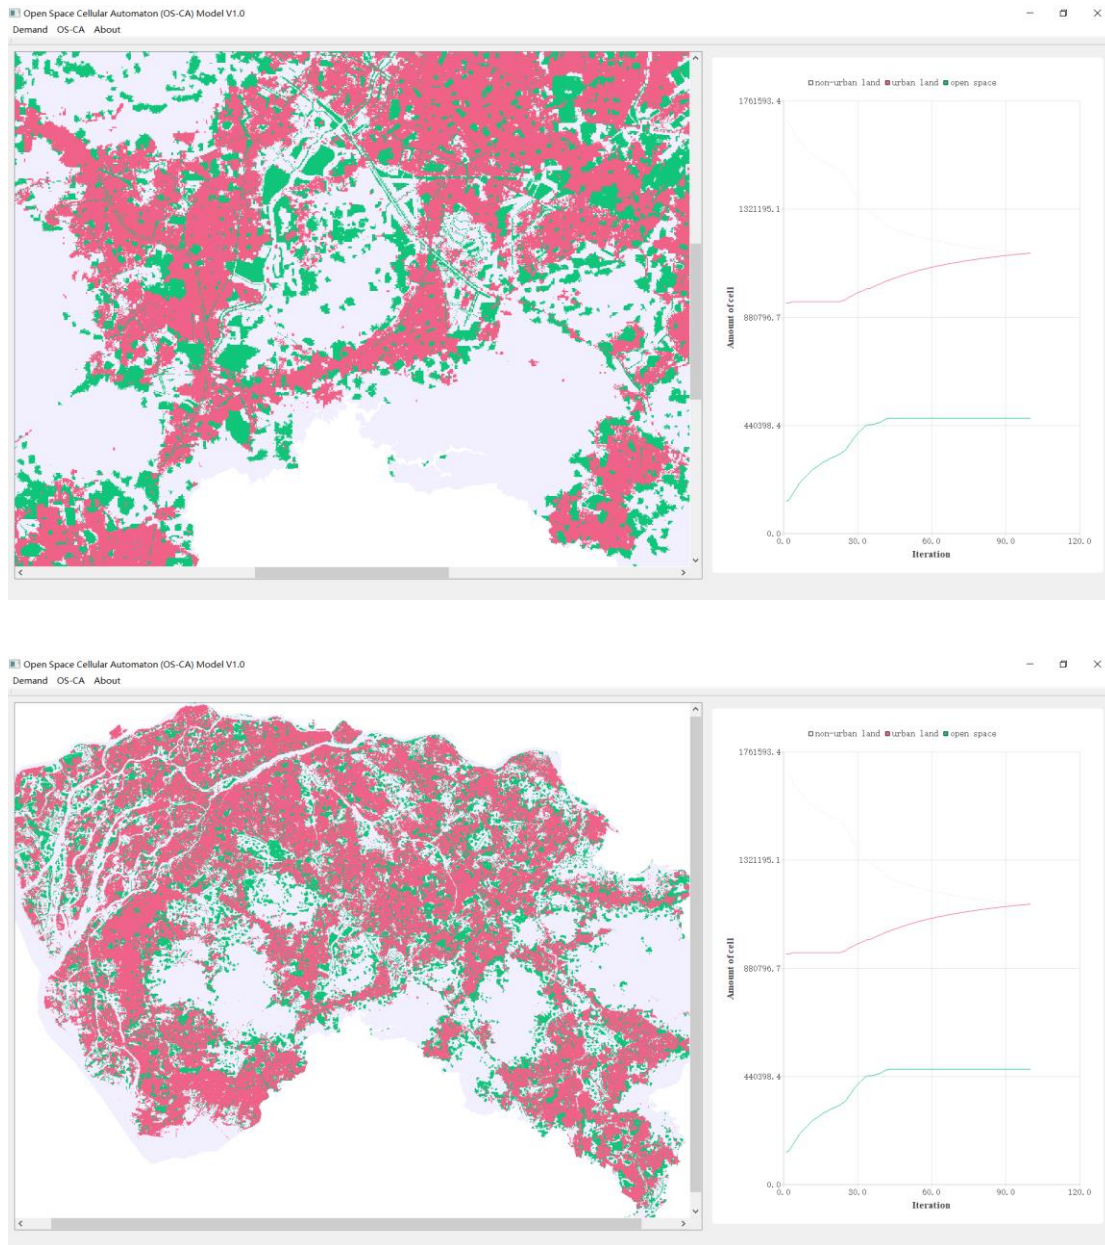 Open Space Cellular Automaton (OS-CA) Model V1.0
Demand OS-CA About
non-urban land urban land open space
1761593.4
1321195.1
880796.7
440398.4
0.0
Amount of cell
0.0 30.0 60.0 90.0 120.0
Iteration
Open Space Cellular Automaton (OS-CA) Model V1.0
Demand OS-CA About
non-urban land urban land open space
1761593.4
1321195.1
880796.7
440398.4
0.0
Amount of cell
0.0 30.0 60.0 90.0 120.0
Iteration